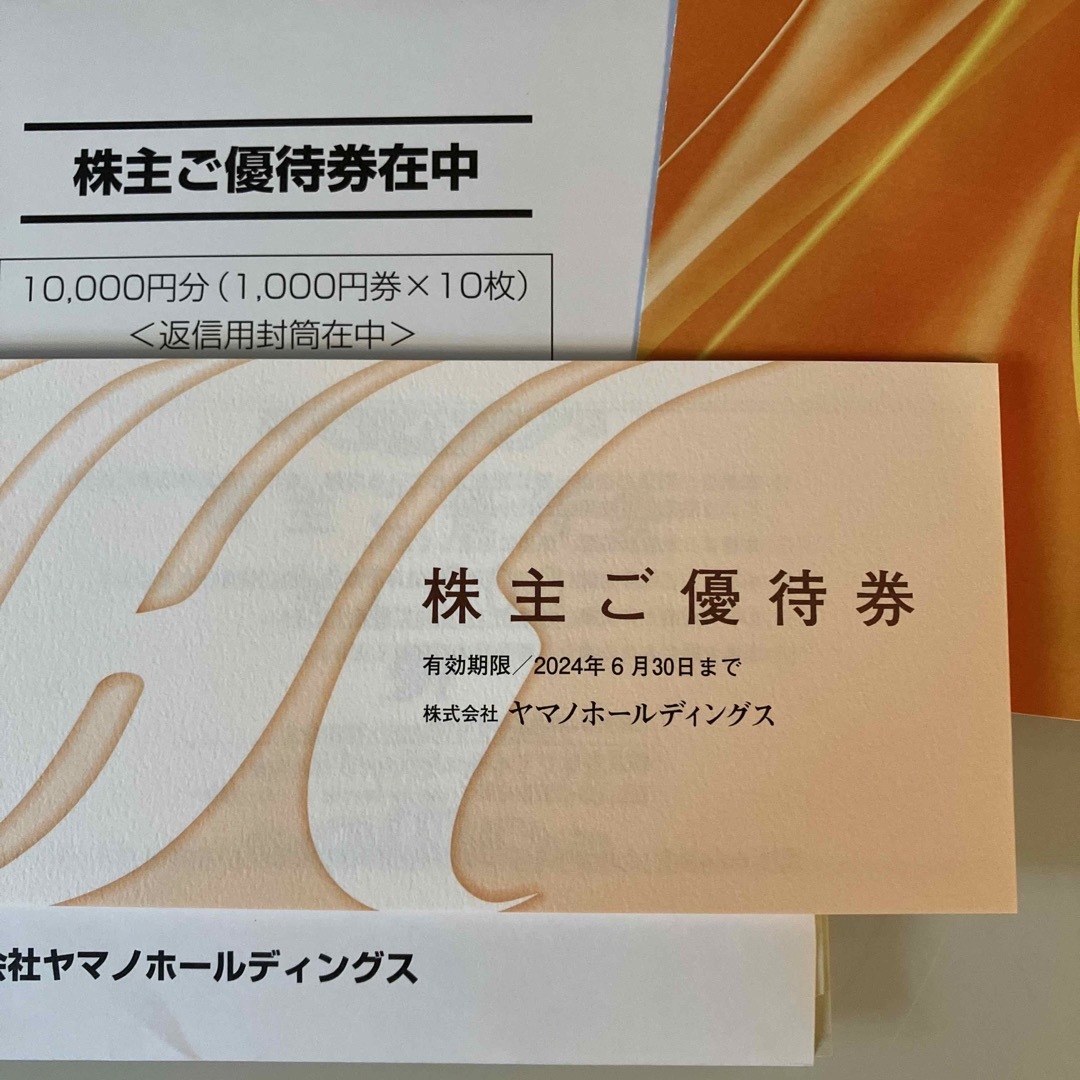 株主ご優待券在中
10,000円分（1,000円券×10枚）
＜返信用封筒在中＞
株主ご優待券
有効期限／2024年6月30日まで
株式会社 ヤマノホールディングス
会社ヤマノホールディングス